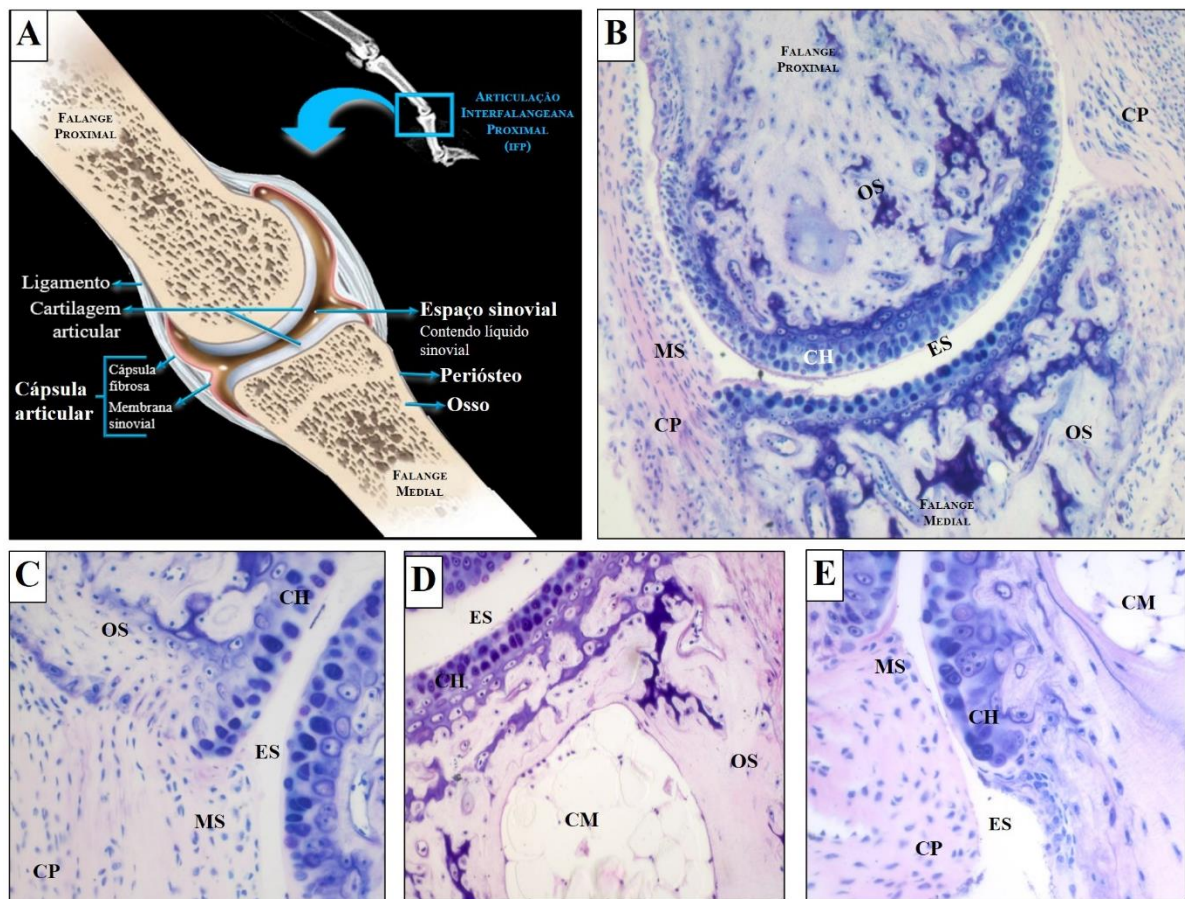 A
FALANGE
PROXIMAL
ARTICULAÇÃO
INTERFALANGEANA
PROXIMAL
(IFP)
Ligamento
Cartilagem
articular
Cápsula
articular
Cápsula
fibrosa
Membrana
sinovial
Espaço sinovial
Contendo líquido
sinovial
Periósteo
Osso
FALANGE
MEDIAL
B
FALANGE
PROXIMAL
CP
OS
MS
CH
ES
CP
OS
FALANGE
MEDIAL
C
CH
OS
ES
MS
CP
D
ES
CH
OS
CM
E
CM
MS
CH
ES
CP